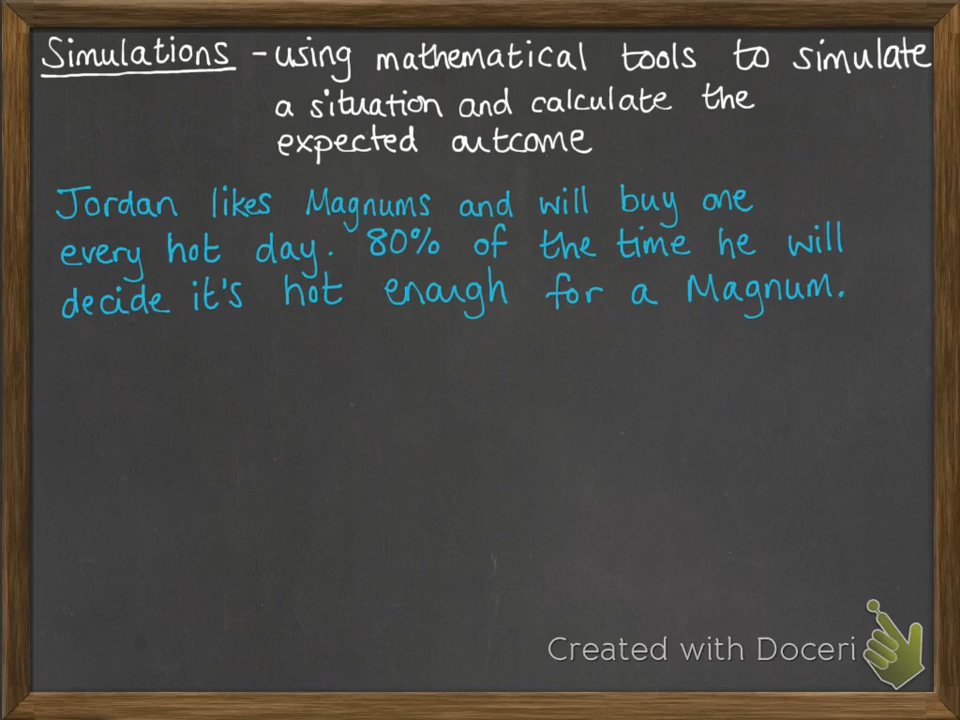 Simulations - using mathematical tools to simulate
a situation and calculate the
expected outcome
Jordan likes Magnums and will buy one
every hot day. 80% of the time he will
decide it's hot enough for a Magnum.
Created with Doceri